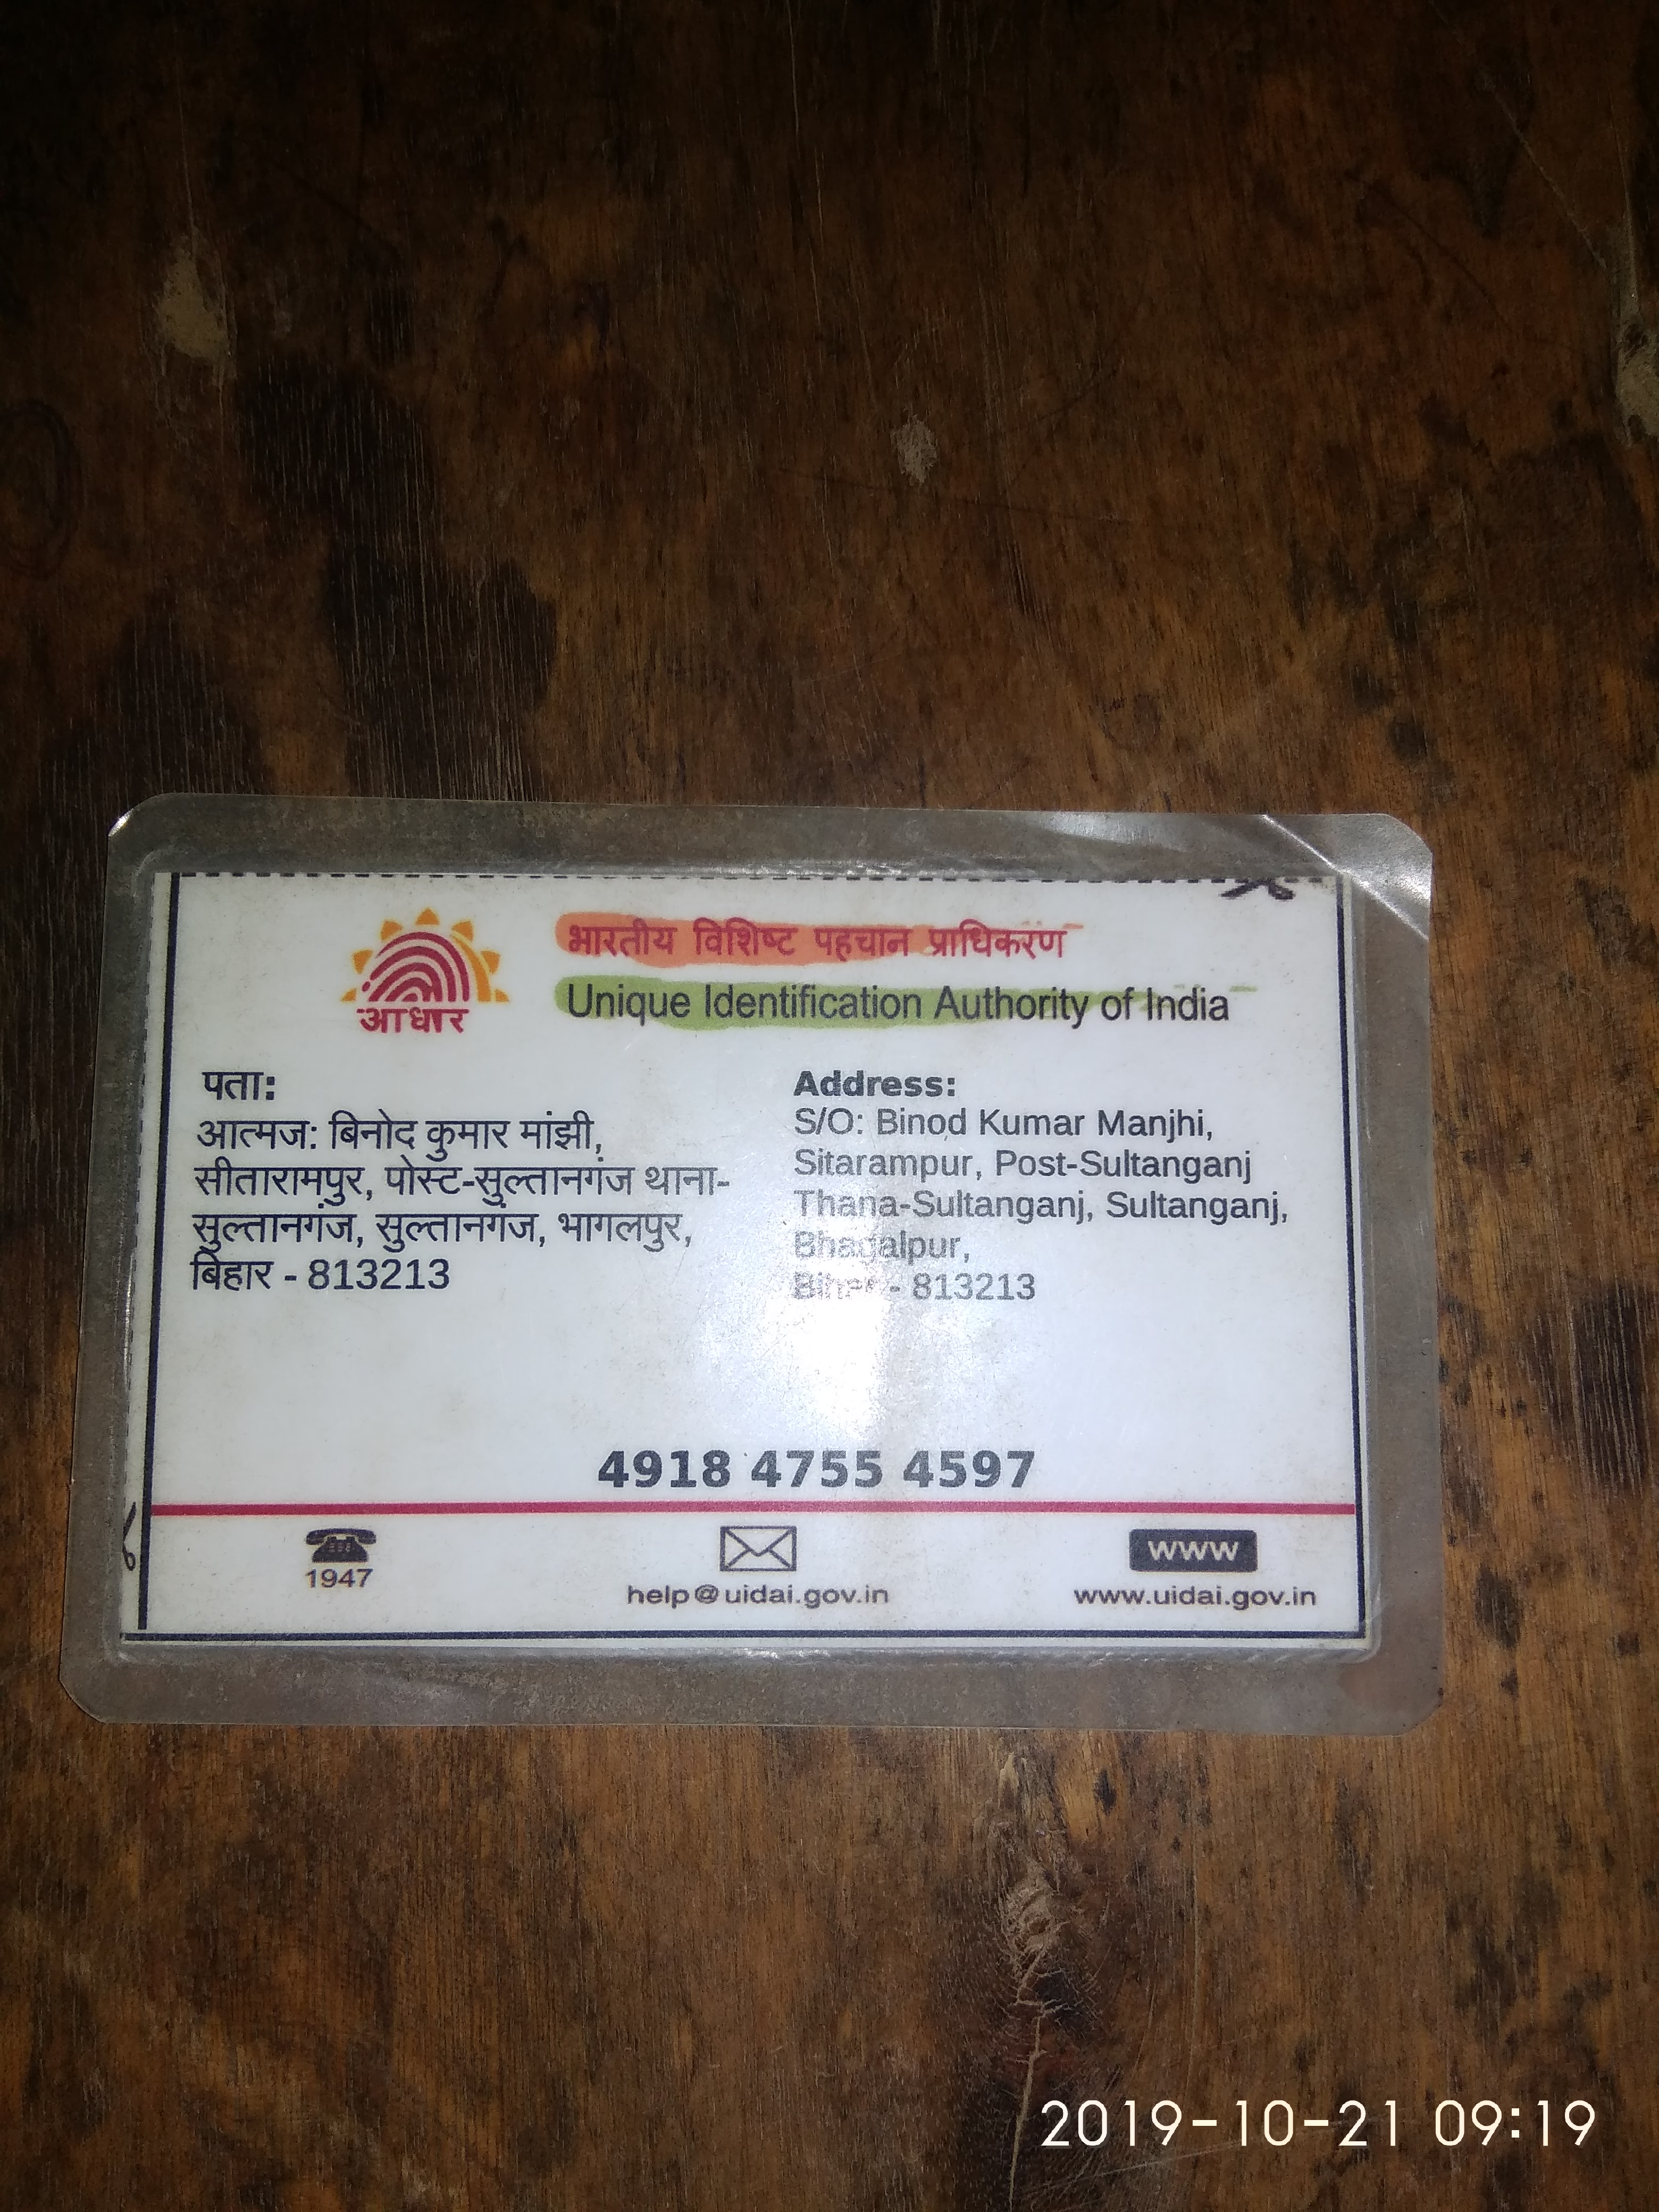 आधार
भारतीय विशिष्ट पहचान प्राधिकरण
Unique Identification Authority of India
पता:
आत्मज: बिनोद कुमार मांझी,
सीतारामपुर, पोस्ट-सुल्तानगंज थाना-
सुल्तानगंज, सुल्तानगंज, भागलपुर,
बिहार - 813213
Address:
S/O: Binod Kumar Manjhi,
Sitarampur, Post-Sultanganj
Thana-Sultanganj, Sultanganj,
Bhagalpur,
Bihar - 813213
4918 4755 4597
1947
help@uidai.gov.in
www
www.uidai.gov.in
2019-10-21 09:19